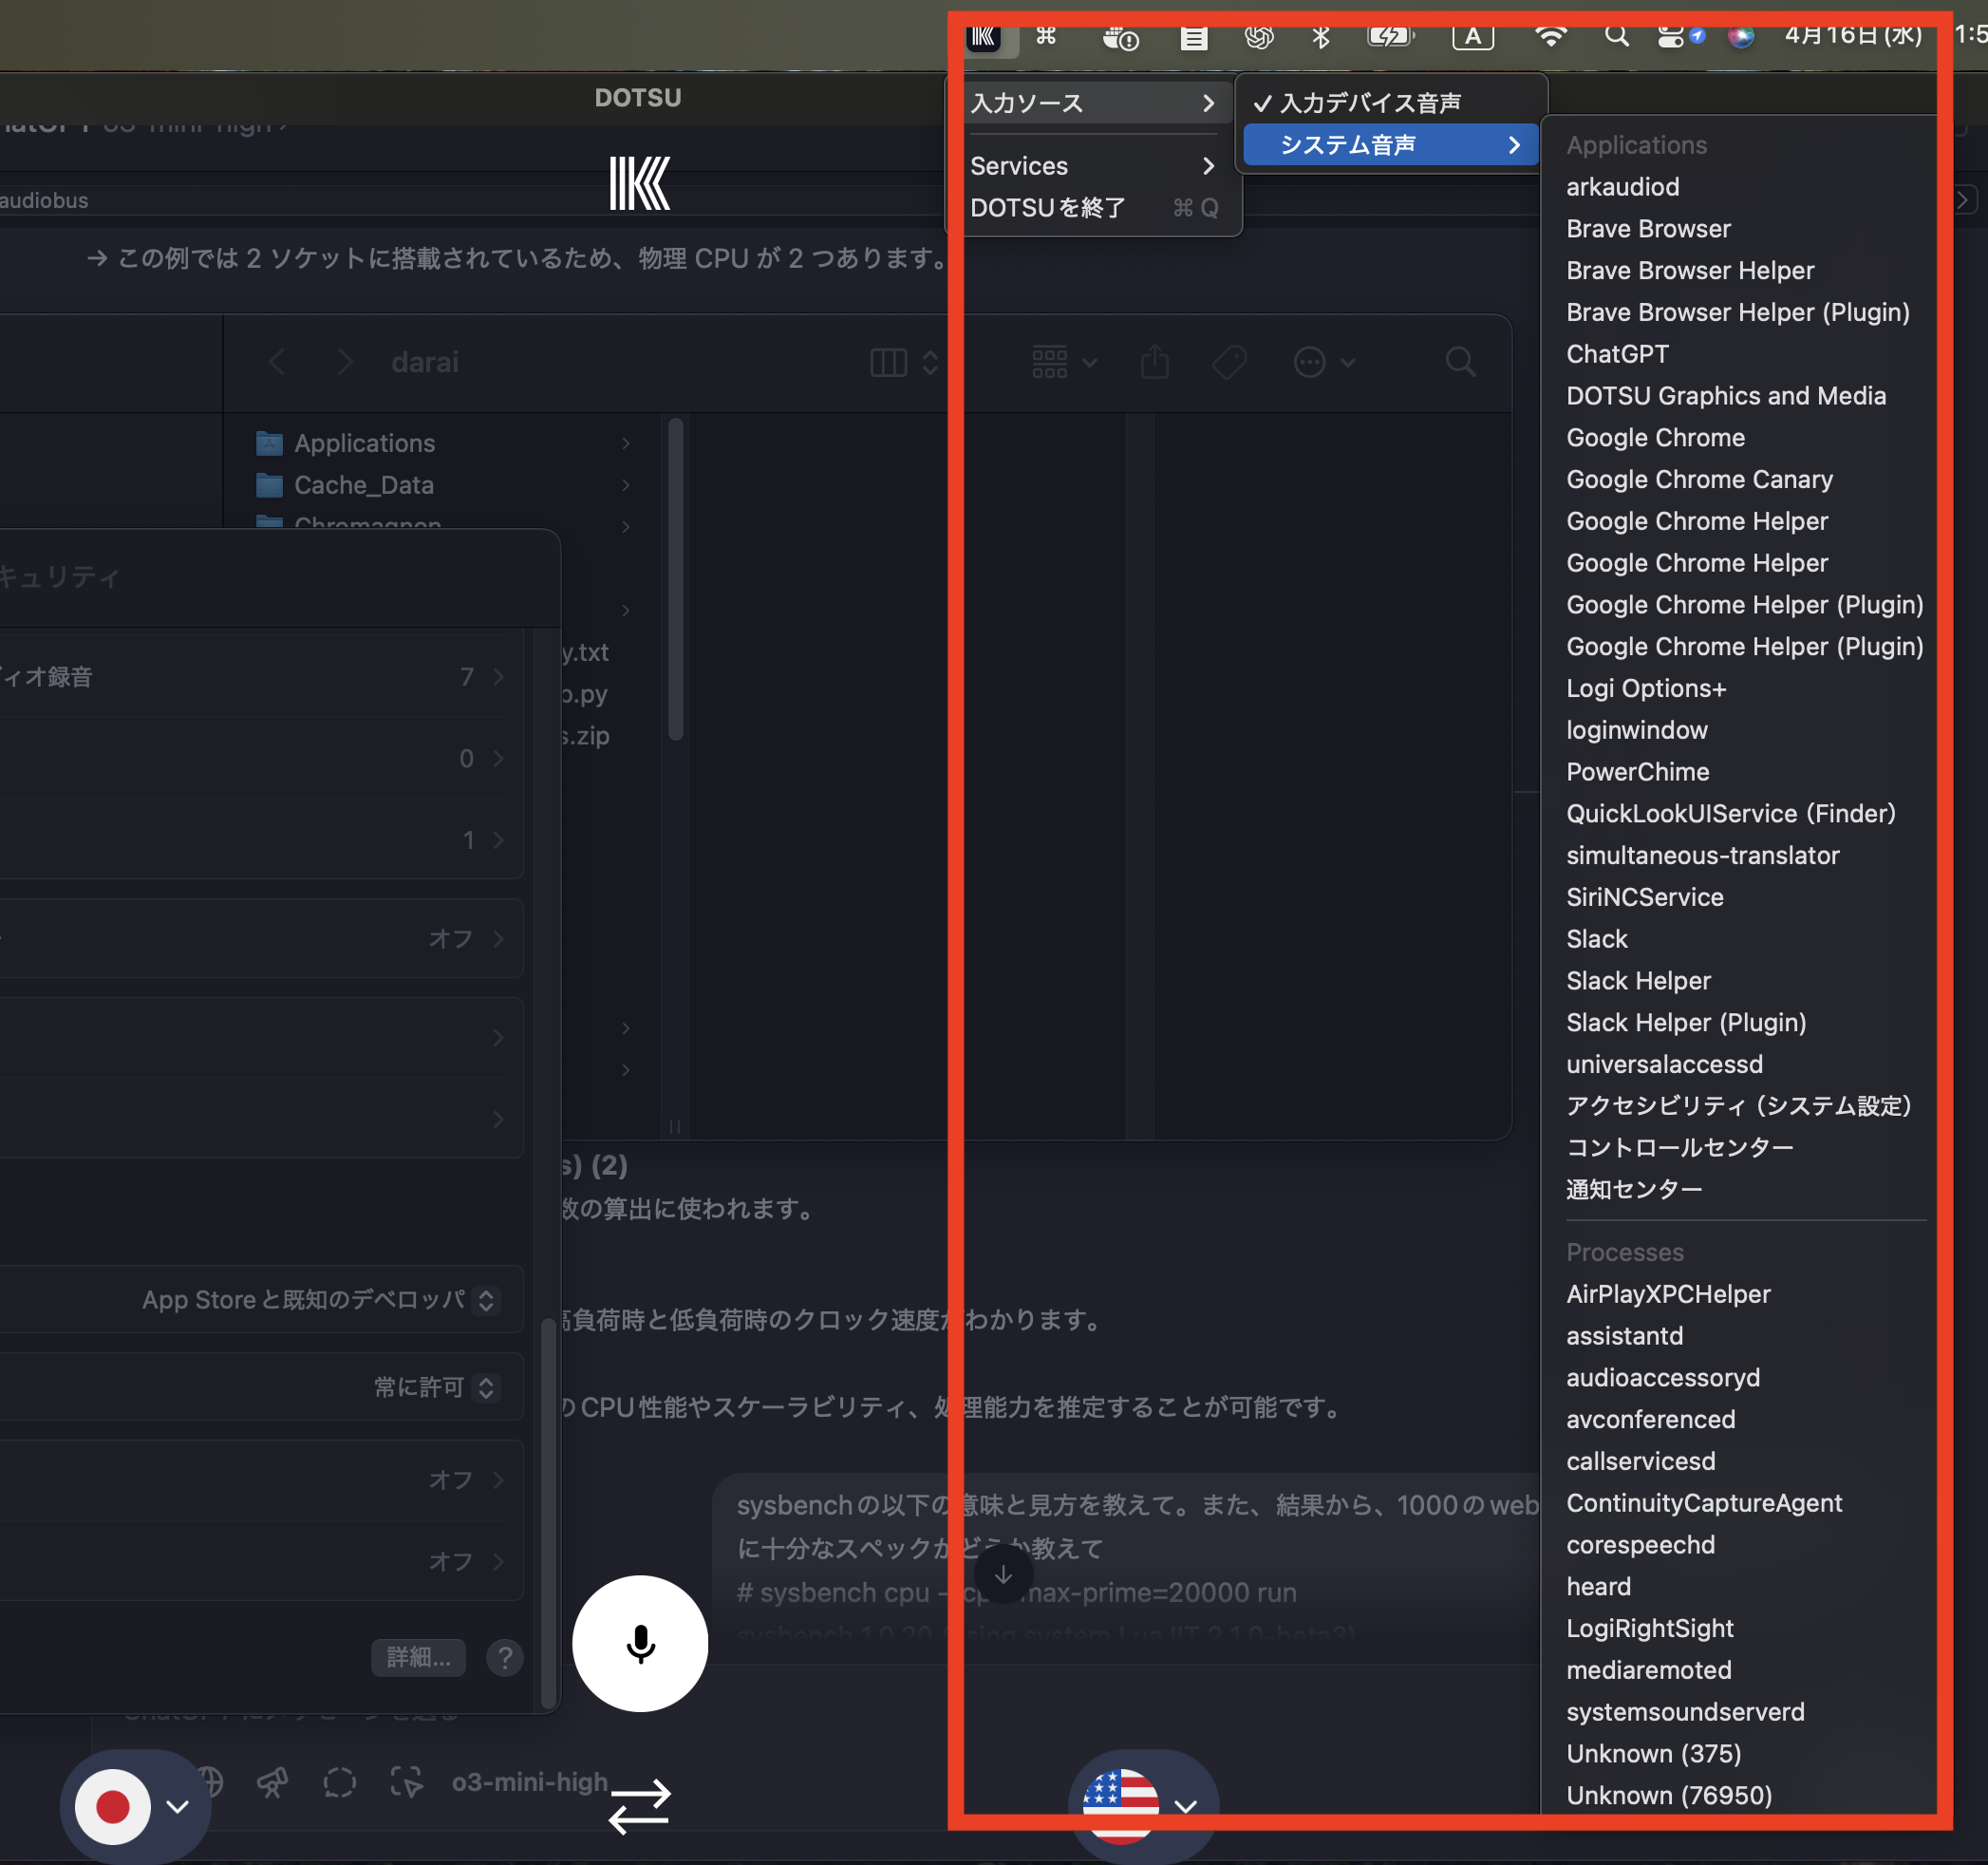 4月16日(水)
DOTSU
audiobus
→ この例では 2 ソケットに搭載されているため、物理 CPU が 2 つあります。
入力ソース
Services
DOTSUを終了 ⌘ Q
✓ 入力デバイス音声
システム音声
Applications
arkaudiod
Brave Browser
Brave Browser Helper
Brave Browser Helper (Plugin)
ChatGPT
DOTSU Graphics and Media
Google Chrome
Google Chrome Canary
Google Chrome Helper
Google Chrome Helper
Google Chrome Helper (Plugin)
Google Chrome Helper (Plugin)
Logi Options+
loginwindow
PowerChime
QuickLookUIService (Finder)
simultaneous-translator
SiriNCService
Slack
Slack Helper
Slack Helper (Plugin)
universalaccessd
アクセシビリティ（システム設定）
コントロールセンター
通知センター
Processes
AirPlayXPCHelper
assistantd
audioaccessoryd
avconferenced
callservicesd
ContinuityCaptureAgent
corespeechd
heard
LogiRightSight
mediaremoted
systemsoundserverd
Unknown (375)
Unknown (76950)
darai
Applications
Cache_Data
Chromagnon
y.txt
.py
s.zip
キュリティ
ィオ録音 7
0
1
オフ
App Storeと既知のデベロッパ
常に許可
オフ
オフ
詳細...
?
s) (2)
数の算出に使われます。
高負荷時と低負荷時のクロック速度がわかります。
のCPU性能やスケーラビリティ、処理能力を推定することが可能です。
sysbenchの以下の意味と見方を教えて。また、結果から、1000のweb
に十分なスペックかどうか教えて
# sysbench cpu --cpu-max-prime=20000 run
o3-mini-high